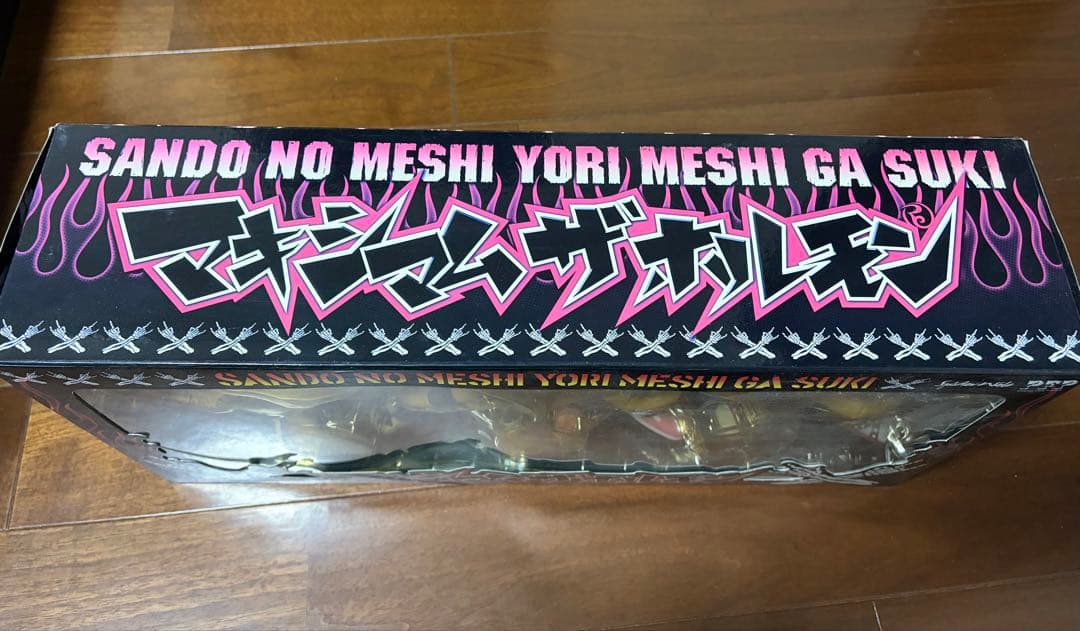 SANDO NO MESHI YORI MESHI GA SUKI
マキシマムザホルモン
SANDO NO MESHI YORI MESHI GA SUKI